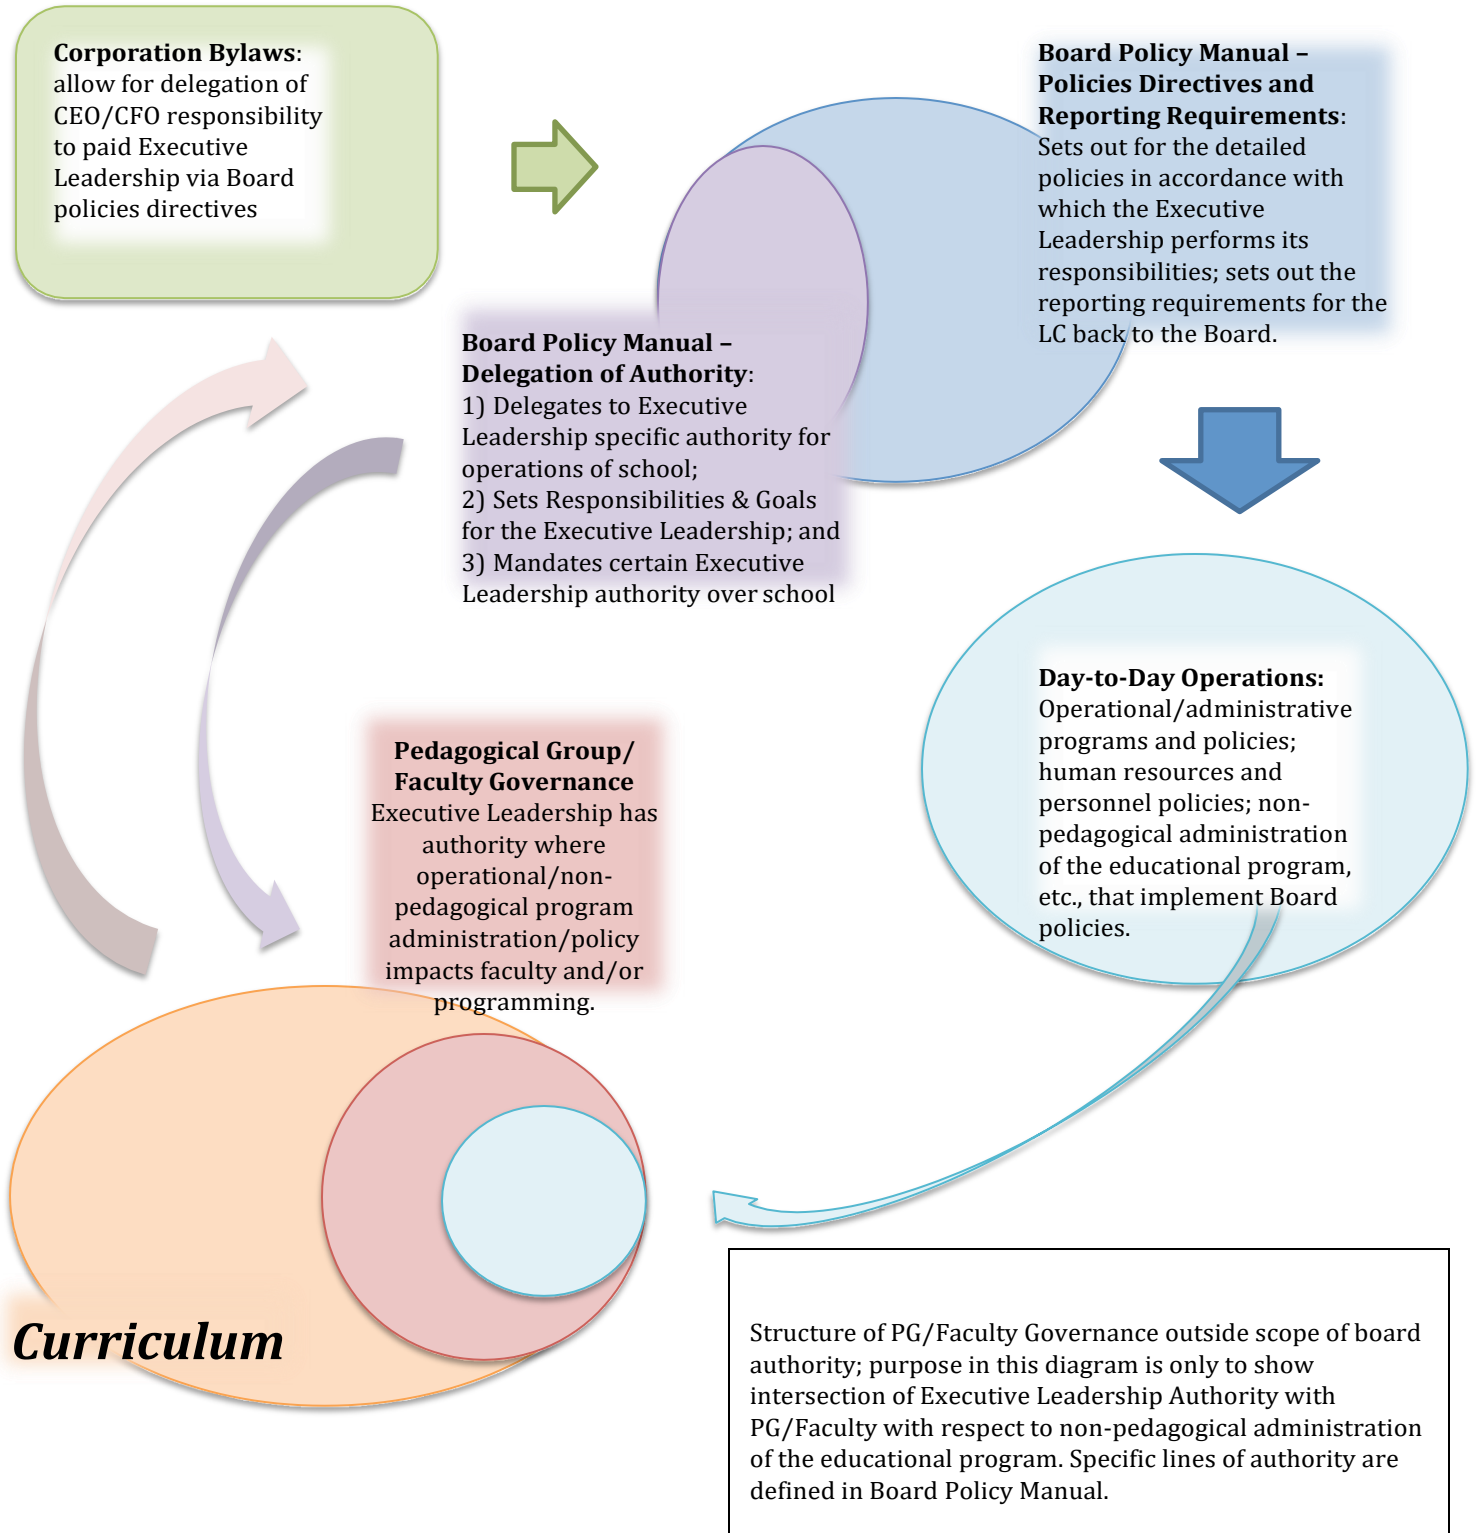 Corporation Bylaws:
allow for delegation of
CEO/CFO responsibility
to paid Executive
Leadership via Board
policies directives
Board Policy Manual –
Policies Directives and
Reporting Requirements:
Sets out for the detailed
policies in accordance with
which the Executive
Leadership performs its
responsibilities; sets out the
reporting requirements for the
LC back to the Board.
Board Policy Manual –
Delegation of Authority:
1) Delegates to Executive
Leadership specific authority for
operations of school;
2) Sets Responsibilities & Goals
for the Executive Leadership; and
3) Mandates certain Executive
Leadership authority over school
Day-to-Day Operations:
Operational/administrative
programs and policies;
human resources and
personnel policies; non-
pedagogical administration
of the educational program,
etc., that implement Board
policies.
Pedagogical Group/
Faculty Governance
Executive Leadership has
authority where
operational/non-
pedagogical program
administration/policy
impacts faculty and/or
programming.
Curriculum
Structure of PG/Faculty Governance outside scope of board
authority; purpose in this diagram is only to show
intersection of Executive Leadership Authority with
PG/Faculty with respect to non-pedagogical administration
of the educational program. Specific lines of authority are
defined in Board Policy Manual.